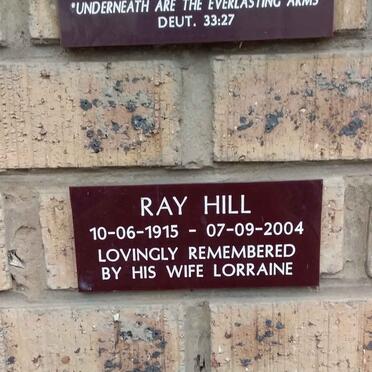 "UNDERNEATH ARE THE EVERLASTING ARMS
DEUT. 33:27
RAY HILL
10-06-1915 - 07-09-2004
LOVINGLY REMEMBERED
BY HIS WIFE LORRAINE